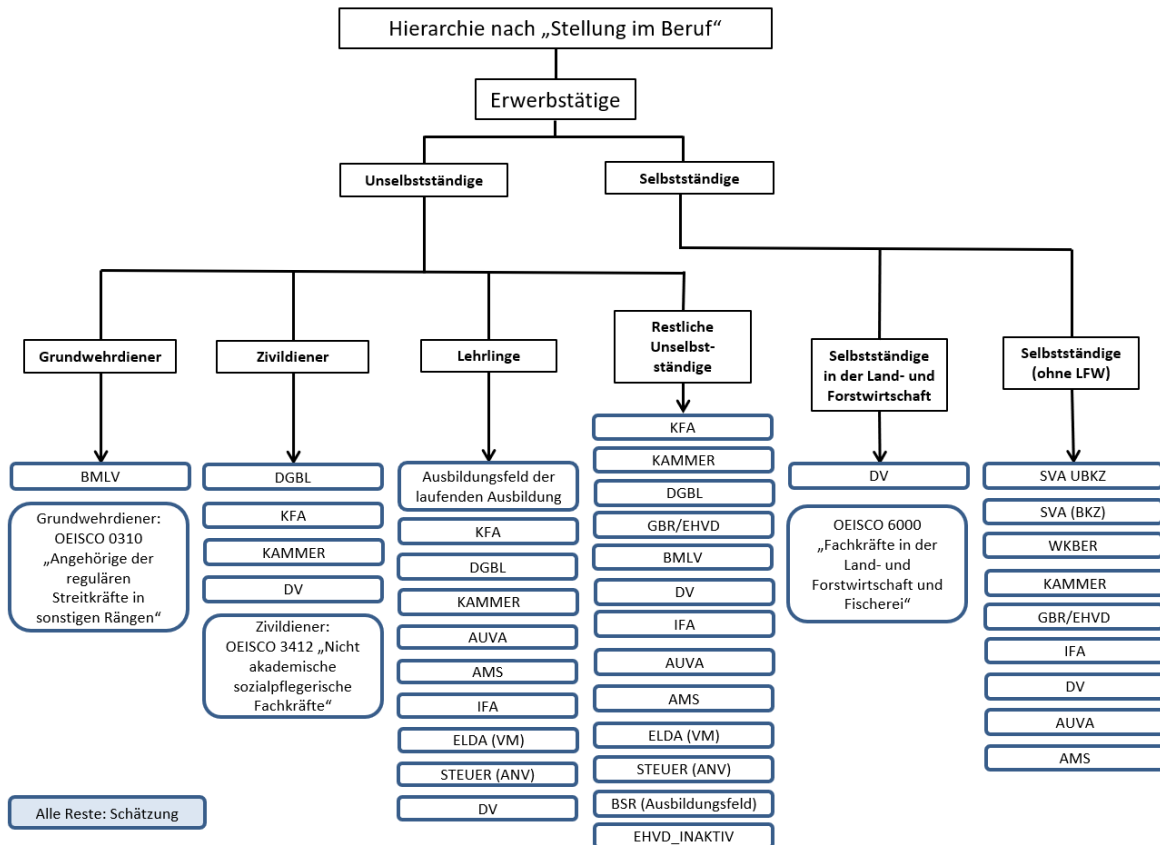 Hierarchie nach „Stellung im Beruf“
Erwerbstätige
Unselbstständige
Selbstständige
Grundwehrdiener
Zivildiener
Lehrlinge
Restliche
Unselbst-
ständige
Selbstständige
in der Land- und
Forstwirtschaft
Selbstständige
(ohne LFW)
BMLV
Grundwehrdiener:
OEISCO 0310
„Angehörige der
regulären
Streitkräfte in
sonstigen Rängen“
DGBL
KFA
KAMMER
DV
Zivildiener:
OEISCO 3412 „Nicht
akademische
sozialpflegerische
Fachkräfte“
Ausbildungsfeld der
laufenden Ausbildung
KFA
DGBL
KAMMER
AUVA
AMS
IFA
ELDA (VM)
STEUER (ANV)
DV
KFA
KAMMER
DGBL
GBR/EHVD
BMLV
DV
IFA
AUVA
AMS
ELDA (VM)
STEUER (ANV)
BSR (Ausbildungsfeld)
EHVD_INAKTIV
DV
OEISCO 6000
„Fachkräfte in der
Land- und
Forstwirtschaft und
Fischerei“
SVA UBKZ
SVA (BKZ)
WKBER
KAMMER
GBR/EHVD
IFA
DV
AUVA
AMS
Alle Reste: Schätzung